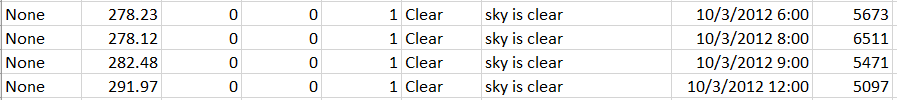 None 278.23 0 0 1 Clear sky is clear 10/3/2012 6:00 5673
None 278.12 0 0 1 Clear sky is clear 10/3/2012 8:00 6511
None 282.48 0 0 1 Clear sky is clear 10/3/2012 9:00 5471
None 291.97 0 0 1 Clear sky is clear 10/3/2012 12:00 5097